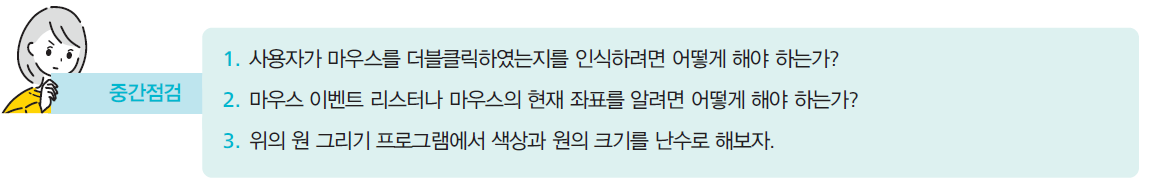 중간점검
1. 사용자가 마우스를 더블클릭하였는지를 인식하려면 어떻게 해야 하는가?
2. 마우스 이벤트 리스터나 마우스의 현재 좌표를 알려면 어떻게 해야 하는가?
3. 위의 원 그리기 프로그램에서 색상과 원의 크기를 난수로 해보자.